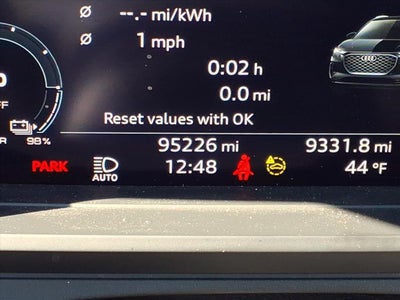 Ø --.- mi/kWh
Ø 1 mph
0:02 h
0.0 mi
Reset values with OK
95226 mi 9331.8 mi
98%
PARK AUTO 12:48 44 °F